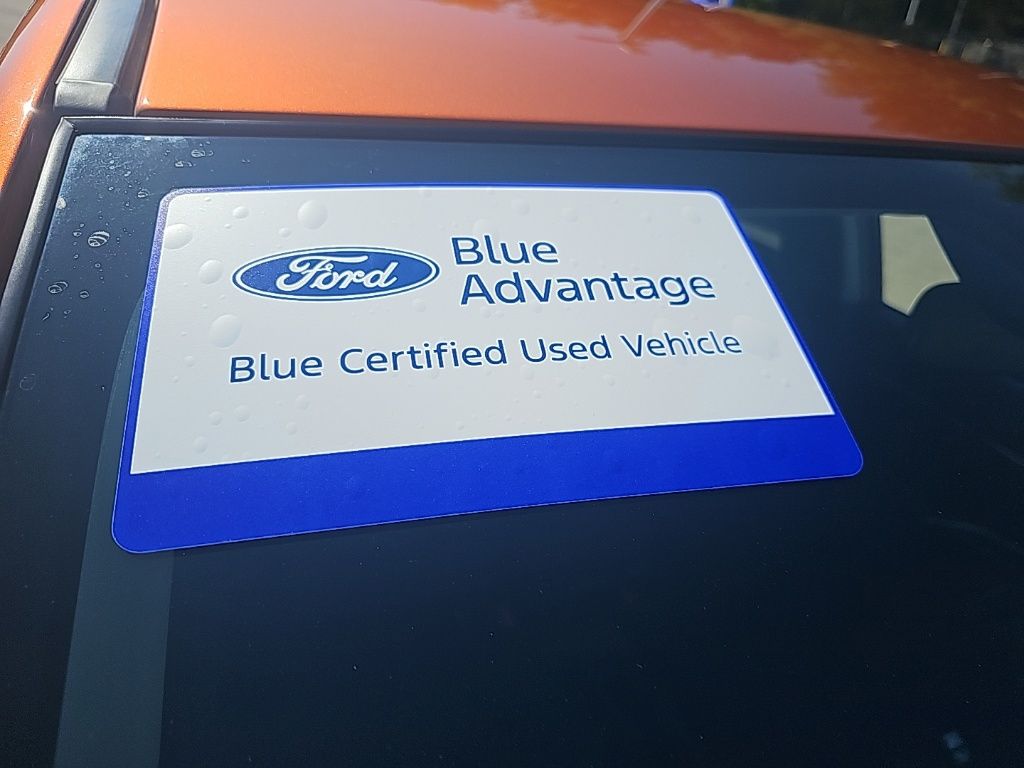 Ford
Blue
Advantage
Blue Certified Used Vehicle